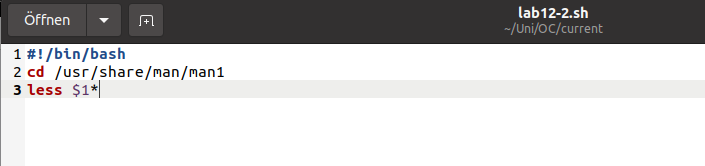 Öffnen
lab12-2.sh
~/Uni/OC/current
1 #!/bin/bash
2 cd /usr/share/man/man1
3 less $1*